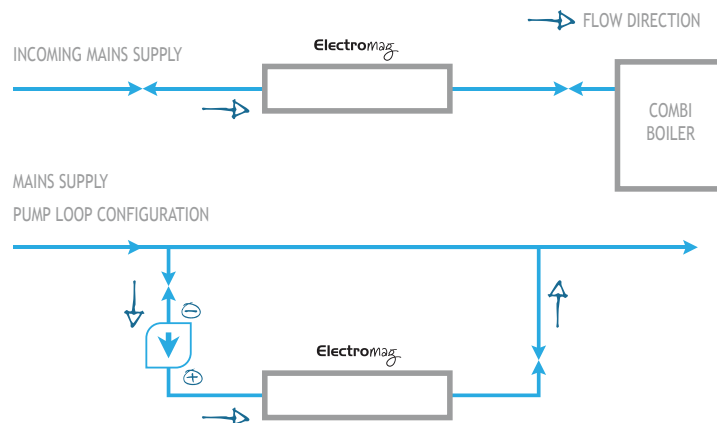 FLOW DIRECTION
Electromag
INCOMING MAINS SUPPLY
COMBI
BOILER
MAINS SUPPLY
PUMP LOOP CONFIGURATION
-
Electromag
+